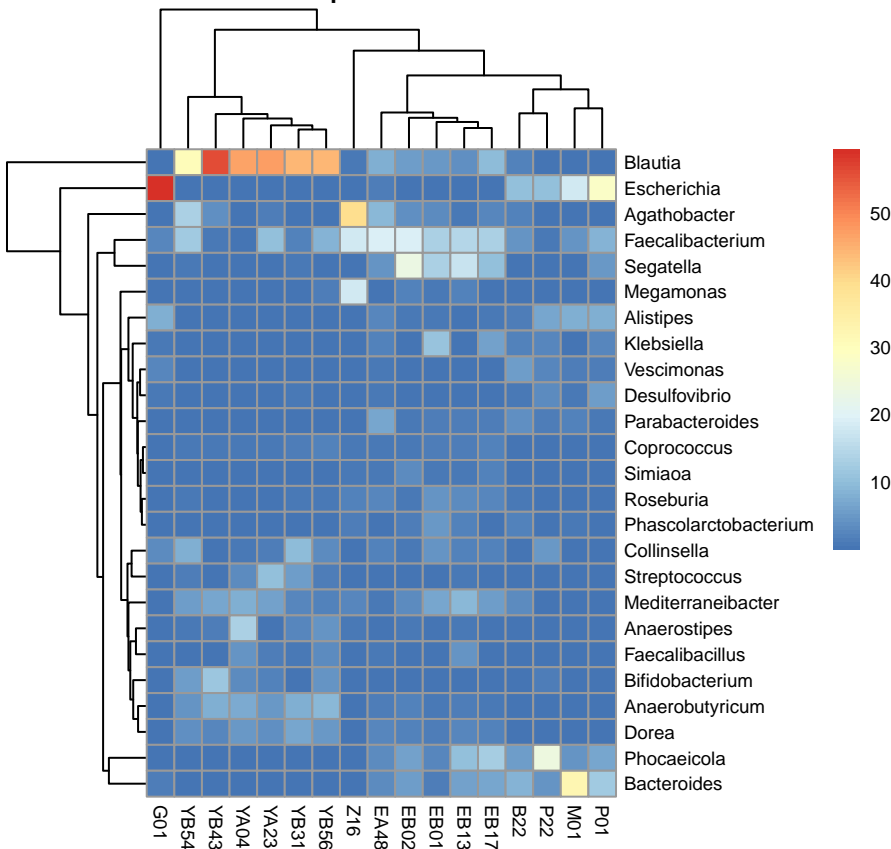 Blautia
Escherichia
Agathobacter
Faecalibacterium
Segatella
Megamonas
Alistipes
Klebsiella
Vescimonas
Desulfovibrio
Parabacteroides
Coprococcus
Simiaoa
Roseburia
Phascolarctobacterium
Collinsella
Streptococcus
Mediterraneibacter
Anaerostipes
Faecalibacillus
Bifidobacterium
Anaerobutyricum
Dorea
Phocaeicola
Bacteroides
50
40
30
20
10
G01
YB54
YB43
YA04
YA23
YB31
YB56
Z16
EA48
EB02
EB01
EB13
EB17
B22
P22
M01
P01